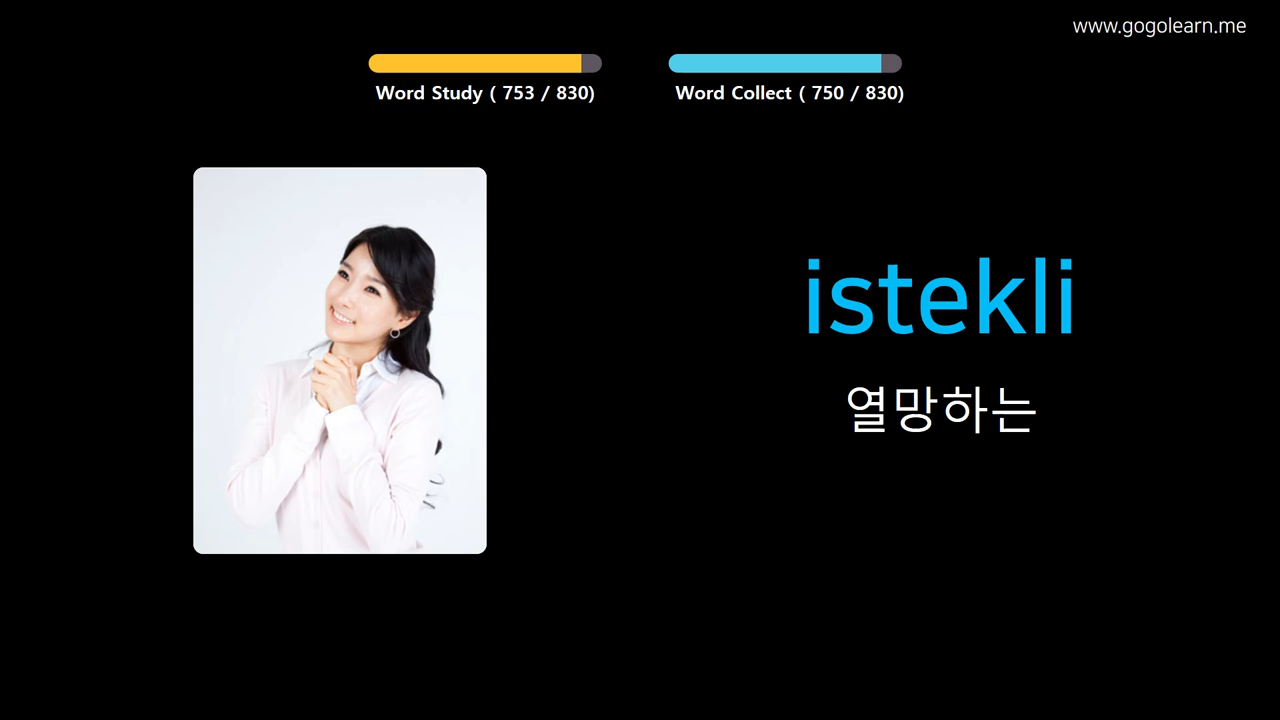 www.gogolearn.me
Word Study ( 753 / 830)
Word Collect ( 750 / 830)
istekli
열망하는